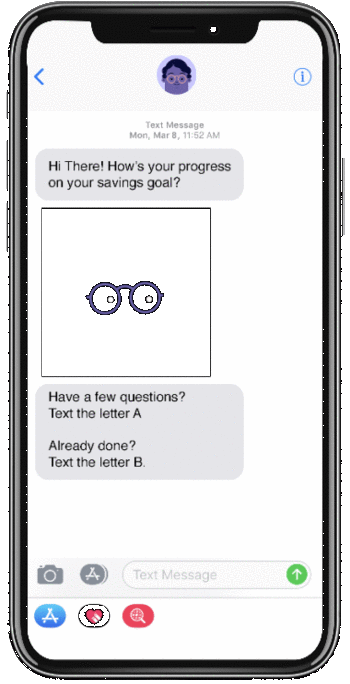 Text Message
Mon, Mar 8, 11:52 AM
Hi There! How's your progress
on your savings goal?
Have a few questions?
Text the letter A
Already done?
Text the letter B.
Text Message